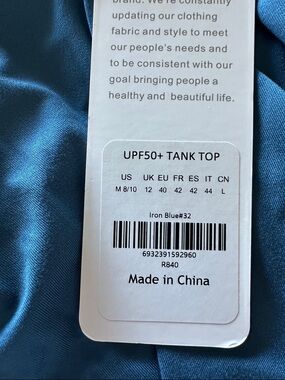 brand. We're constantly
updating our clothing
fabric and style to meet
our people's needs and
to be consistent with our
goal bringing people a
healthy and beautiful life.
UPF50+ TANK TOP
US UK EU FR ES IT CN
M 8/10 12 40 42 42 44 L
Iron Blue#32
6932391592960
R840
Made in China